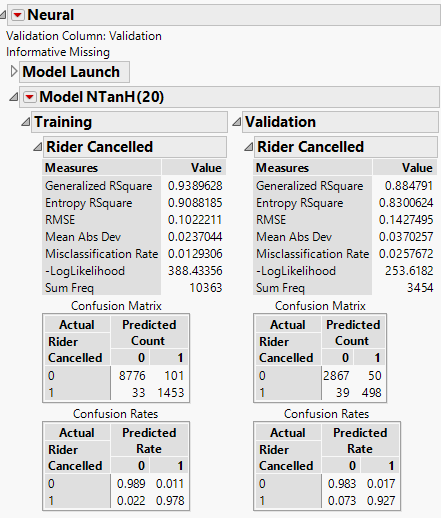 Neural
Validation Column: Validation
Informative Missing
Model Launch
Model NTanH(20)
Training
Rider Cancelled
Measures Value
Generalized RSquare 0.9389628
Entropy RSquare 0.9088185
RMSE 0.1022211
Mean Abs Dev 0.0237044
Misclassification Rate 0.0129306
-LogLikelihood 388.43356
Sum Freq 10363
Confusion Matrix
Actual Predicted
Rider Count
Cancelled 0 1
0 8776 101
1 33 1453
Confusion Rates
Actual Predicted
Rider Rate
Cancelled 0 1
0 0.989 0.011
1 0.022 0.978
Validation
Rider Cancelled
Measures Value
Generalized RSquare 0.884791
Entropy RSquare 0.8300624
RMSE 0.1427495
Mean Abs Dev 0.0370257
Misclassification Rate 0.0257672
-LogLikelihood 253.6182
Sum Freq 3454
Confusion Matrix
Actual Predicted
Rider Count
Cancelled 0 1
0 2867 50
1 39 498
Confusion Rates
Actual Predicted
Rider Rate
Cancelled 0 1
0 0.983 0.017
1 0.073 0.927